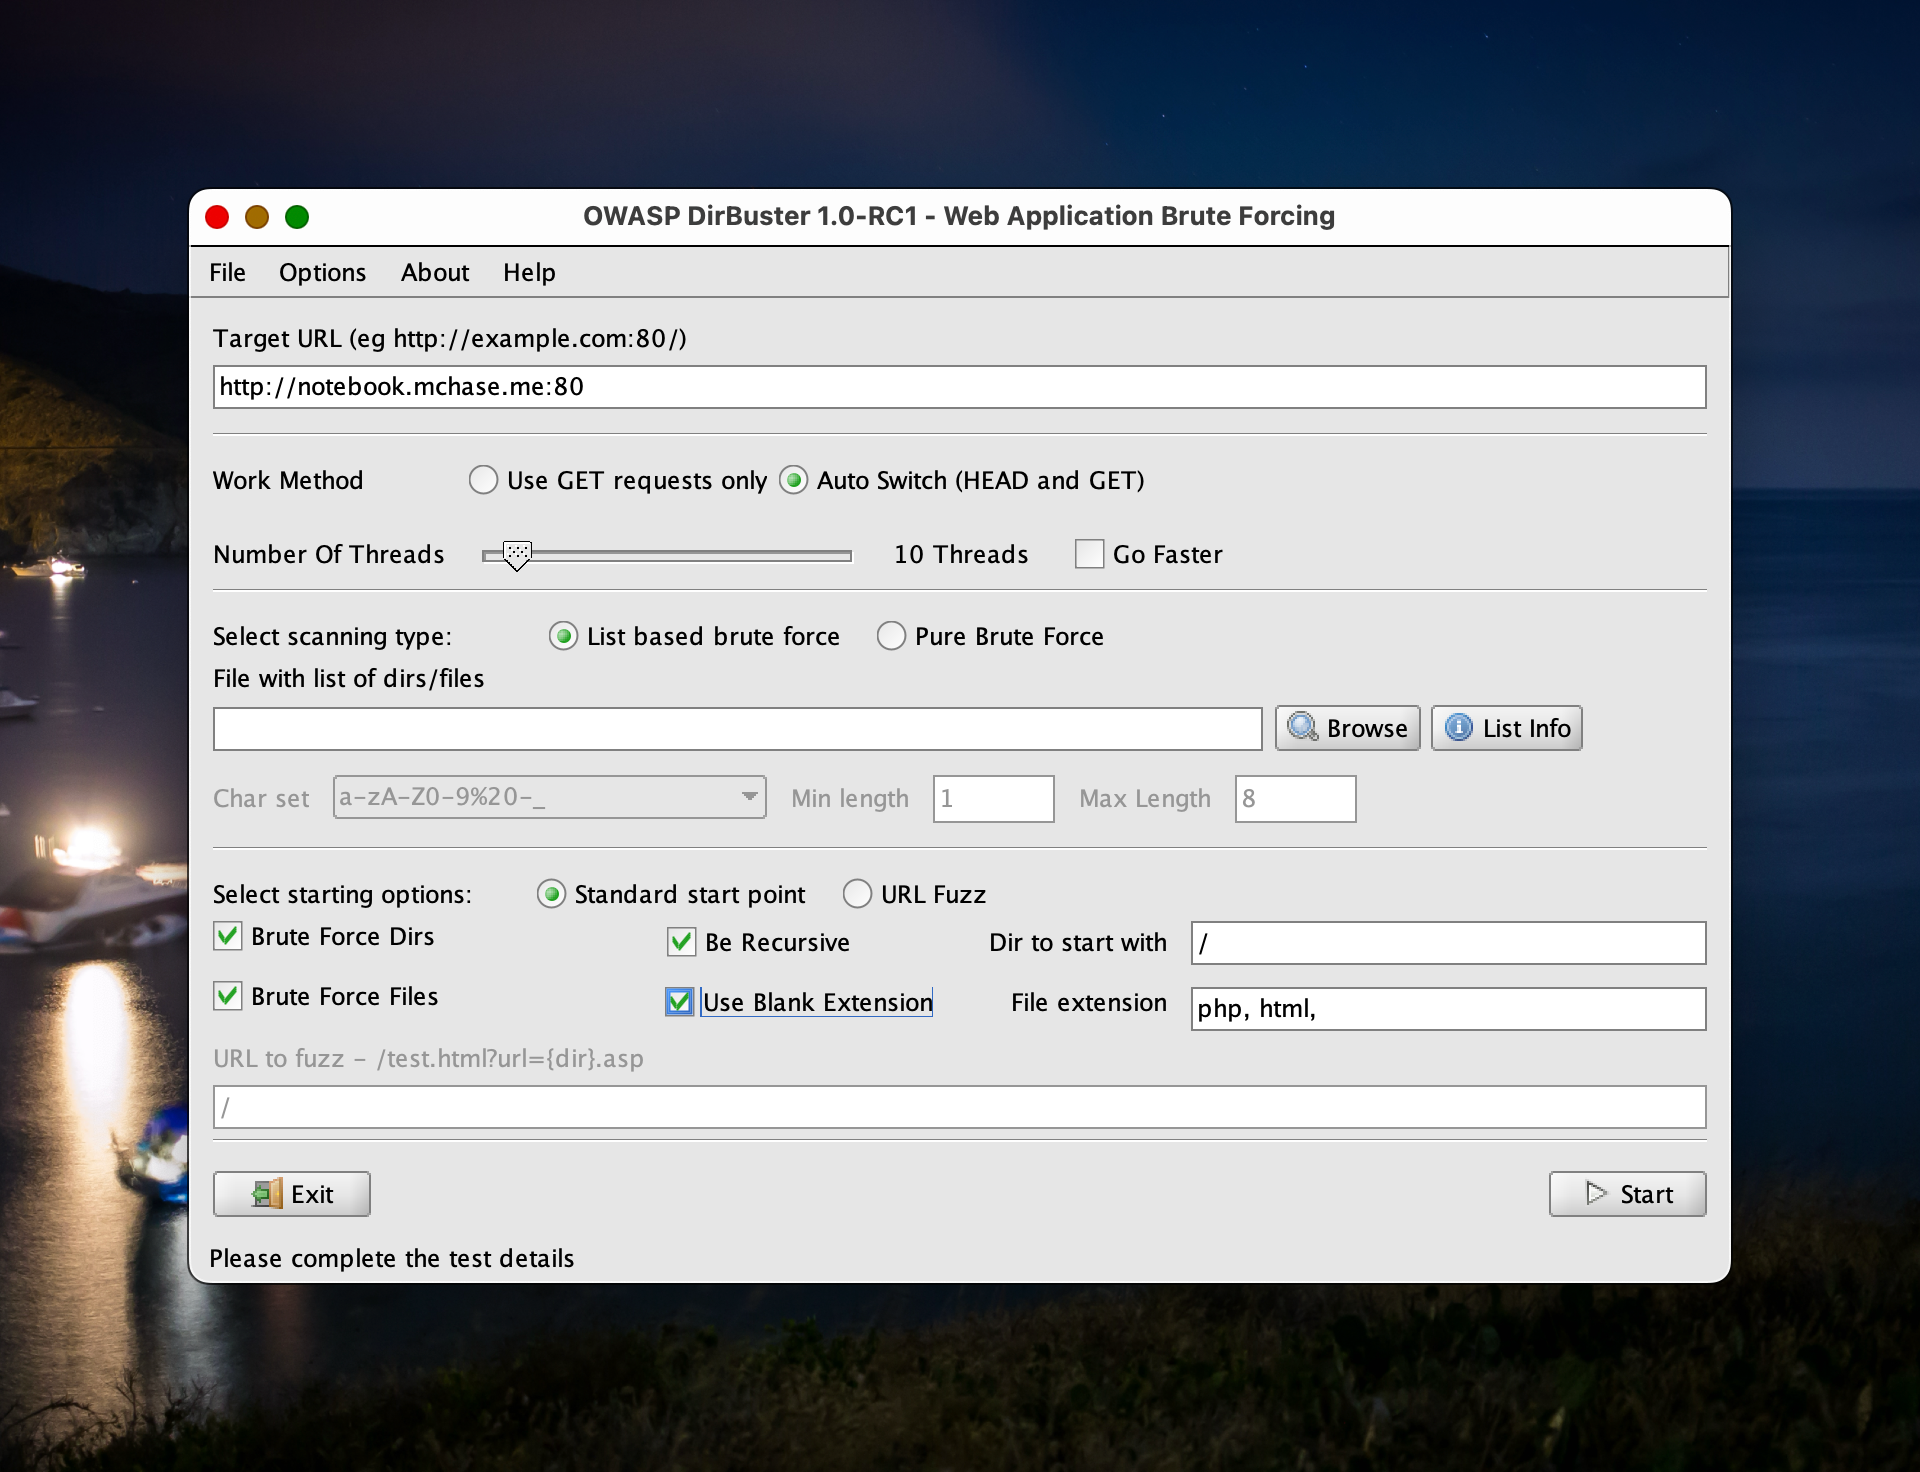 OWASP DirBuster 1.0-RC1 - Web Application Brute Forcing
File Options About Help
Target URL (eg http://example.com:80/)
http://notebook.mchase.me:80
Work Method Use GET requests only Auto Switch (HEAD and GET)
Number Of Threads 10 Threads Go Faster
Select scanning type: List based brute force Pure Brute Force
File with list of dirs/files
Browse List Info
Char set a-zA-Z0-9%20-_ Min length 1 Max Length 8
Select starting options: Standard start point URL Fuzz
Brute Force Dirs Be Recursive Dir to start with /
Brute Force Files Use Blank Extension File extension php, html,
URL to fuzz - /test.html?url={dir}.asp
/
Exit Start
Please complete the test details